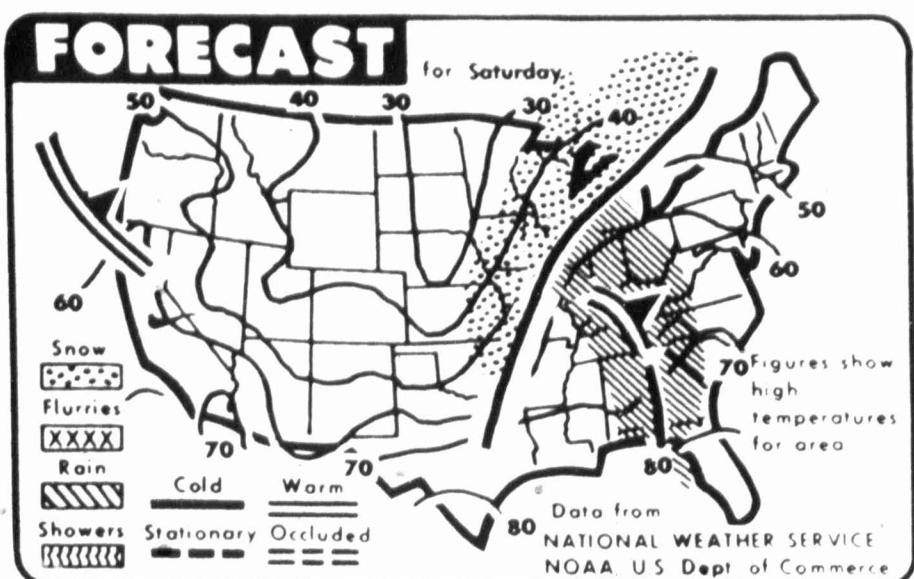 FORECAST
for Saturday
50 40 30 30 40
50
60
60
70
70
70
80
80
Snow
Flurries
Rain
Showers
Cold
Warm
Stationary
Occluded
Figures show
high
temperatures
for area
Data from
NATIONAL WEATHER SERVICE
NOAA, U S Dept of Commerce